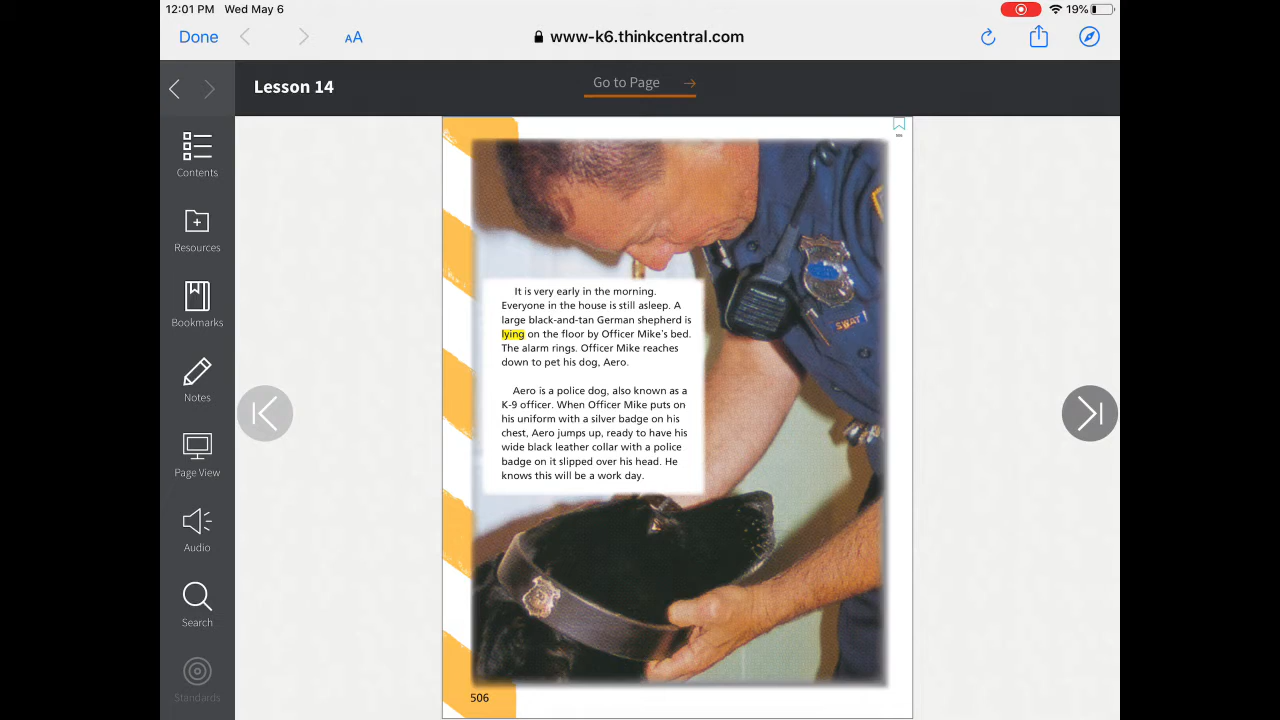 12:01 PM Wed May 6
19%
Done
AA
www-k6.thinkcentral.com
Lesson 14
Go to Page
Contents
Resources
Bookmarks
Notes
Page View
Audio
Search
Standards
It is very early in the morning.
Everyone in the house is still asleep. A
large black-and-tan German shepherd is
lying on the floor by Officer Mike's bed.
The alarm rings. Officer Mike reaches
down to pet his dog, Aero.
Aero is a police dog, also known as a
K-9 officer. When Officer Mike puts on
his uniform with a silver badge on his
chest, Aero jumps up, ready to have his
wide black leather collar with a police
badge on it slipped over his head. He
knows this will be a work day.
SWAT
506